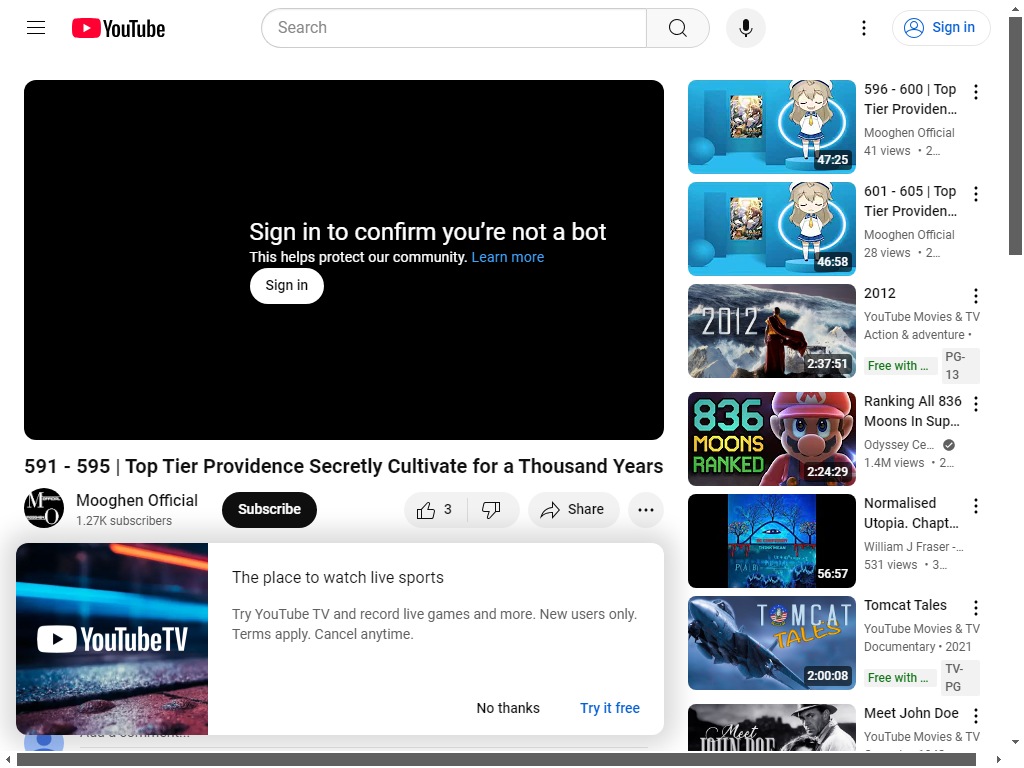 YouTube
Search
Sign in
Sign in to confirm you’re not a bot
This helps protect our community. Learn more
Sign in
591 - 595 | Top Tier Providence Secretly Cultivate for a Thousand Years
Mooghen Official
1.27K subscribers
Subscribe
3
Share
YouTubeTV
The place to watch live sports
Try YouTube TV and record live games and more. New users only.
Terms apply. Cancel anytime.
No thanks
Try it free
Add a comment...
47:25
596 - 600 | Top
Tier Providen...
Mooghen Official
41 views • 2...
46:58
601 - 605 | Top
Tier Providen...
Mooghen Official
28 views • 2...
2012
2:37:51
2012
YouTube Movies & TV
Action & adventure •
Free with ...
PG-
13
836
MOONS
RANKED
2:24:29
Ranking All 836
Moons In Sup...
Odyssey Ce...
1.4M views • 2...
56:57
Normalised
Utopia. Chapt...
William J Fraser -...
531 views • 3...
TOMCAT
TALES
2:00:08
Tomcat Tales
YouTube Movies & TV
Documentary • 2021
Free with ...
TV-
PG
Meet
JOHN DOE
Meet John Doe
YouTube Movies & TV